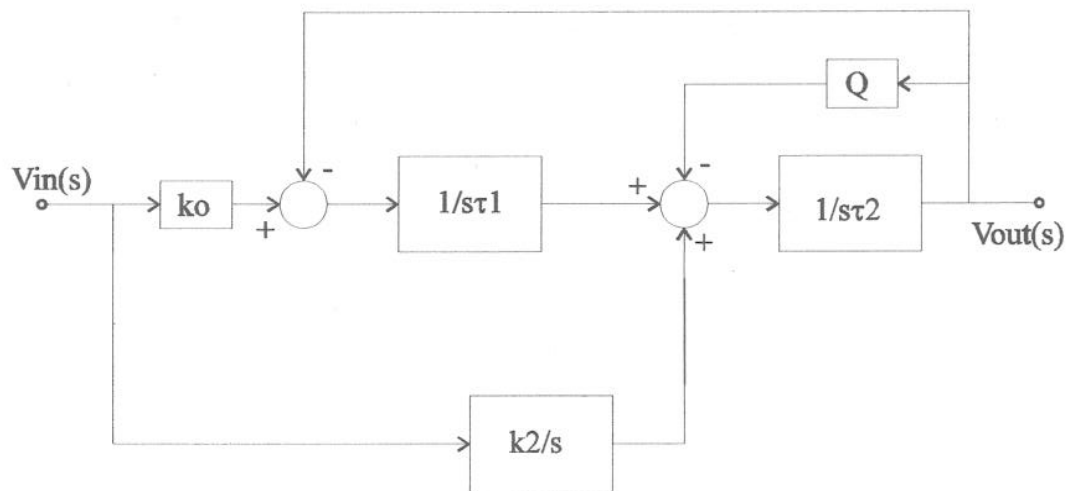 Q
-
-
Vin(s)
ko
+
1/sτ1
+
+
1/sτ2
Vout(s)
k2/s